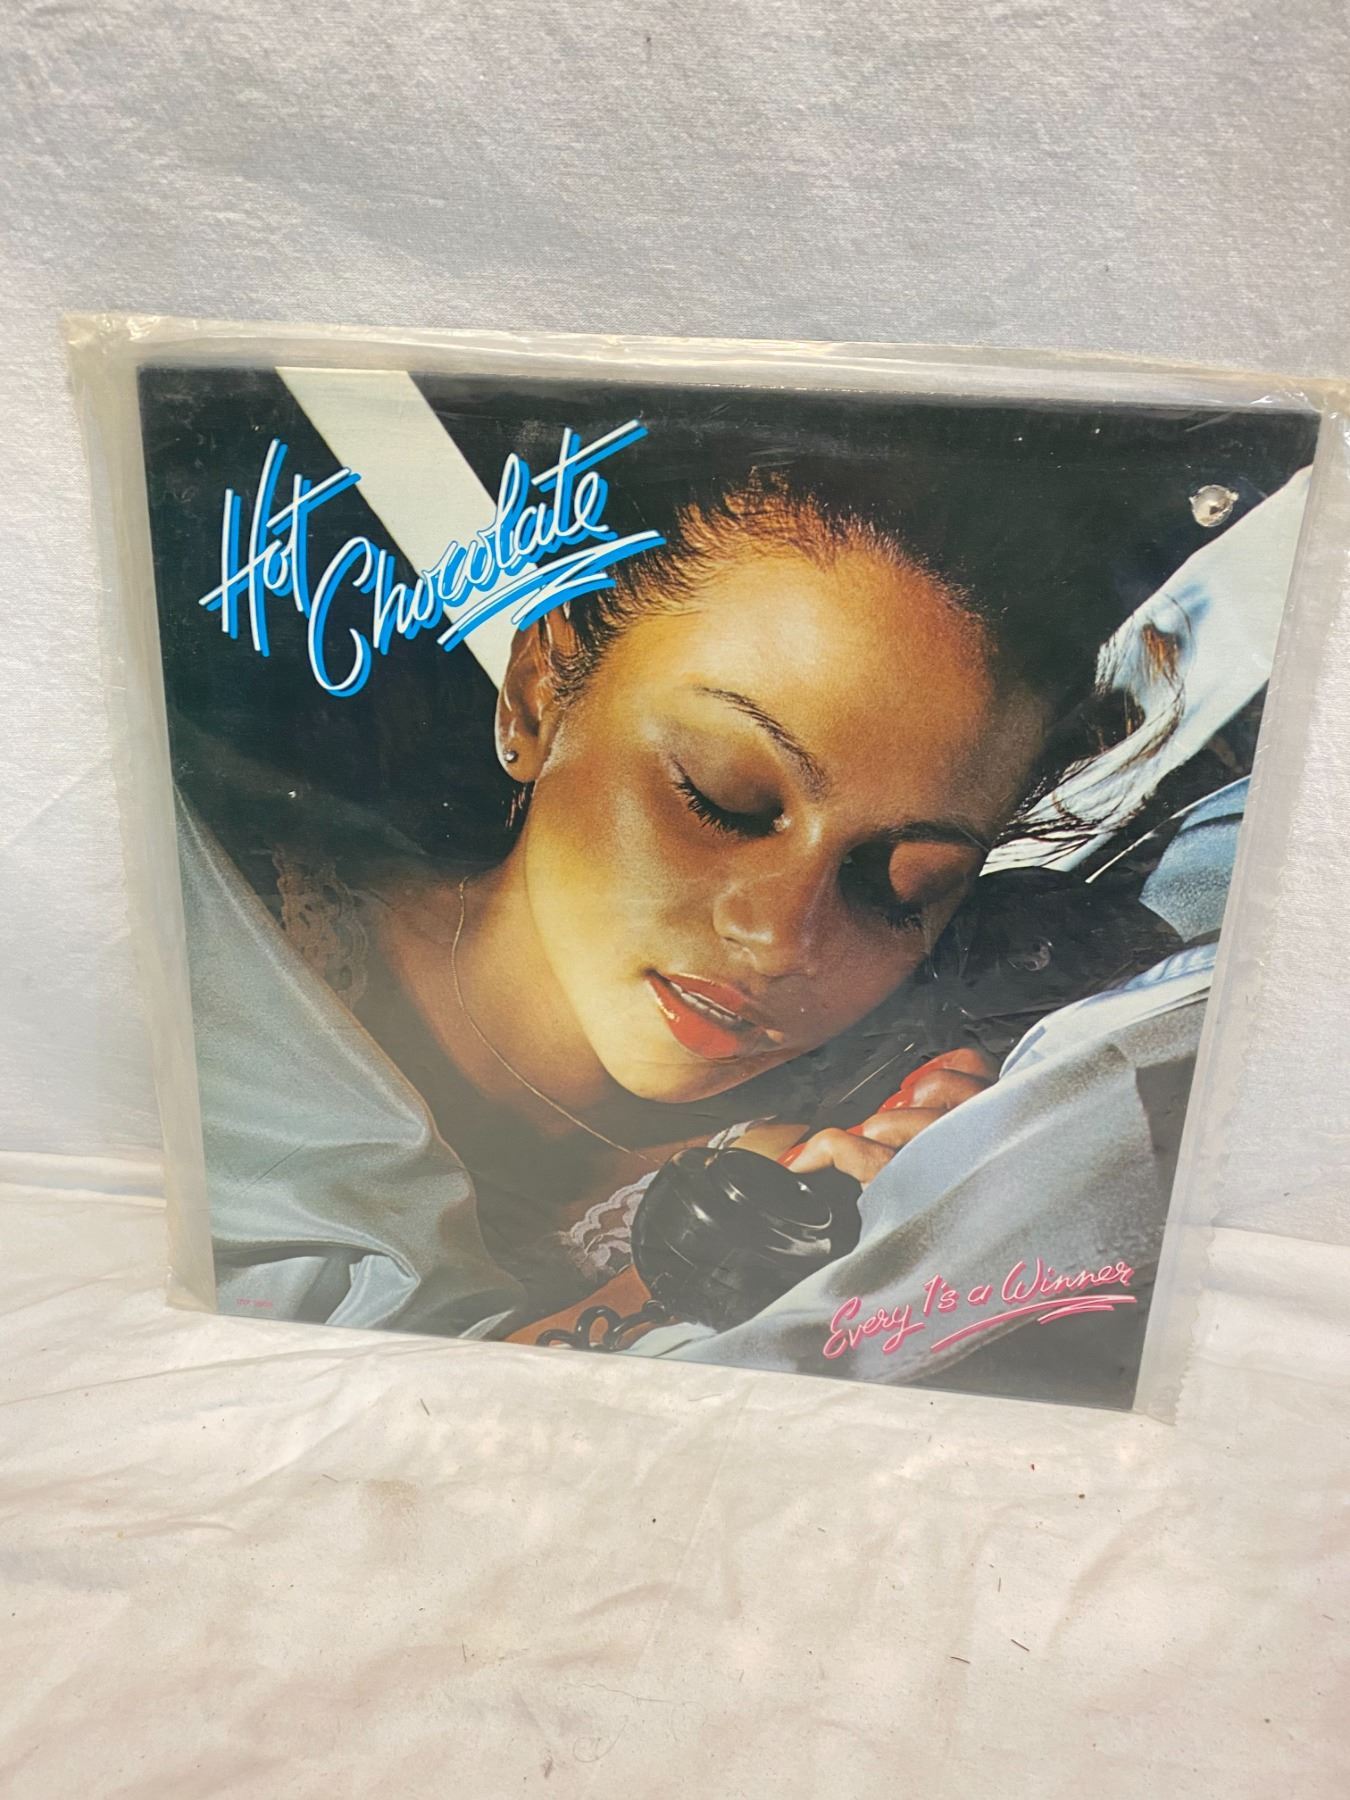 Hot
Chocolate
Every 1's a Winner